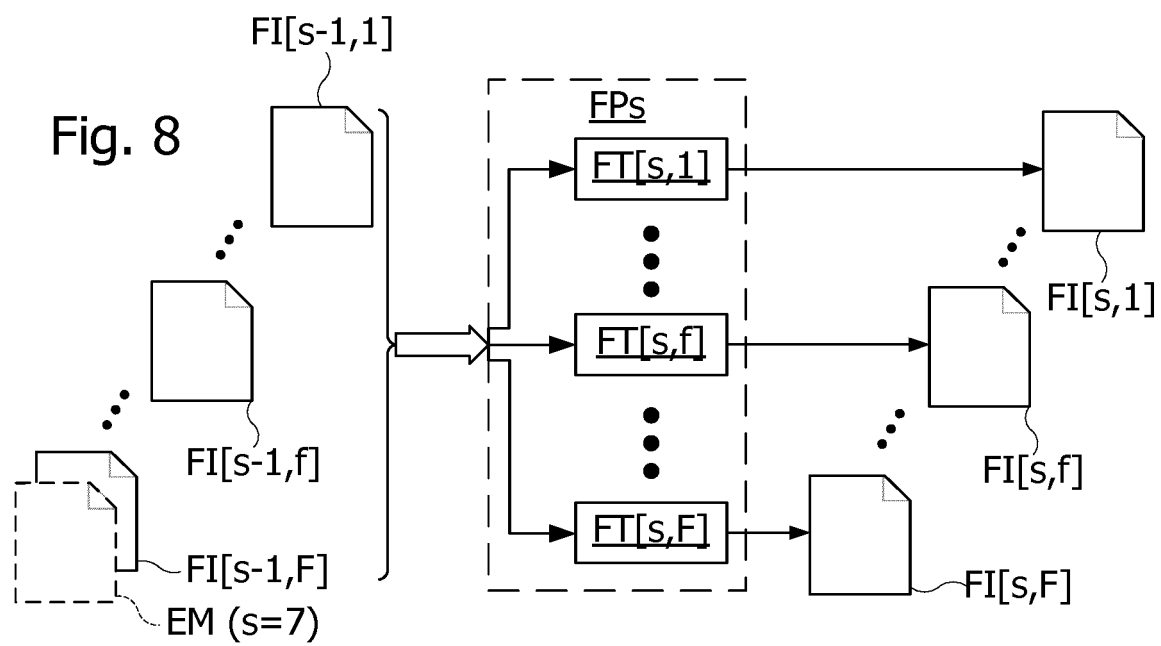 FI[s-1,1]
Fig. 8
FPs
FT[s,1]
FI[s,1]
FT[s,f]
FI[s-1,f]
FI[s,f]
FT[s,F]
FI[s-1,F]
FI[s,F]
EM (s=7)